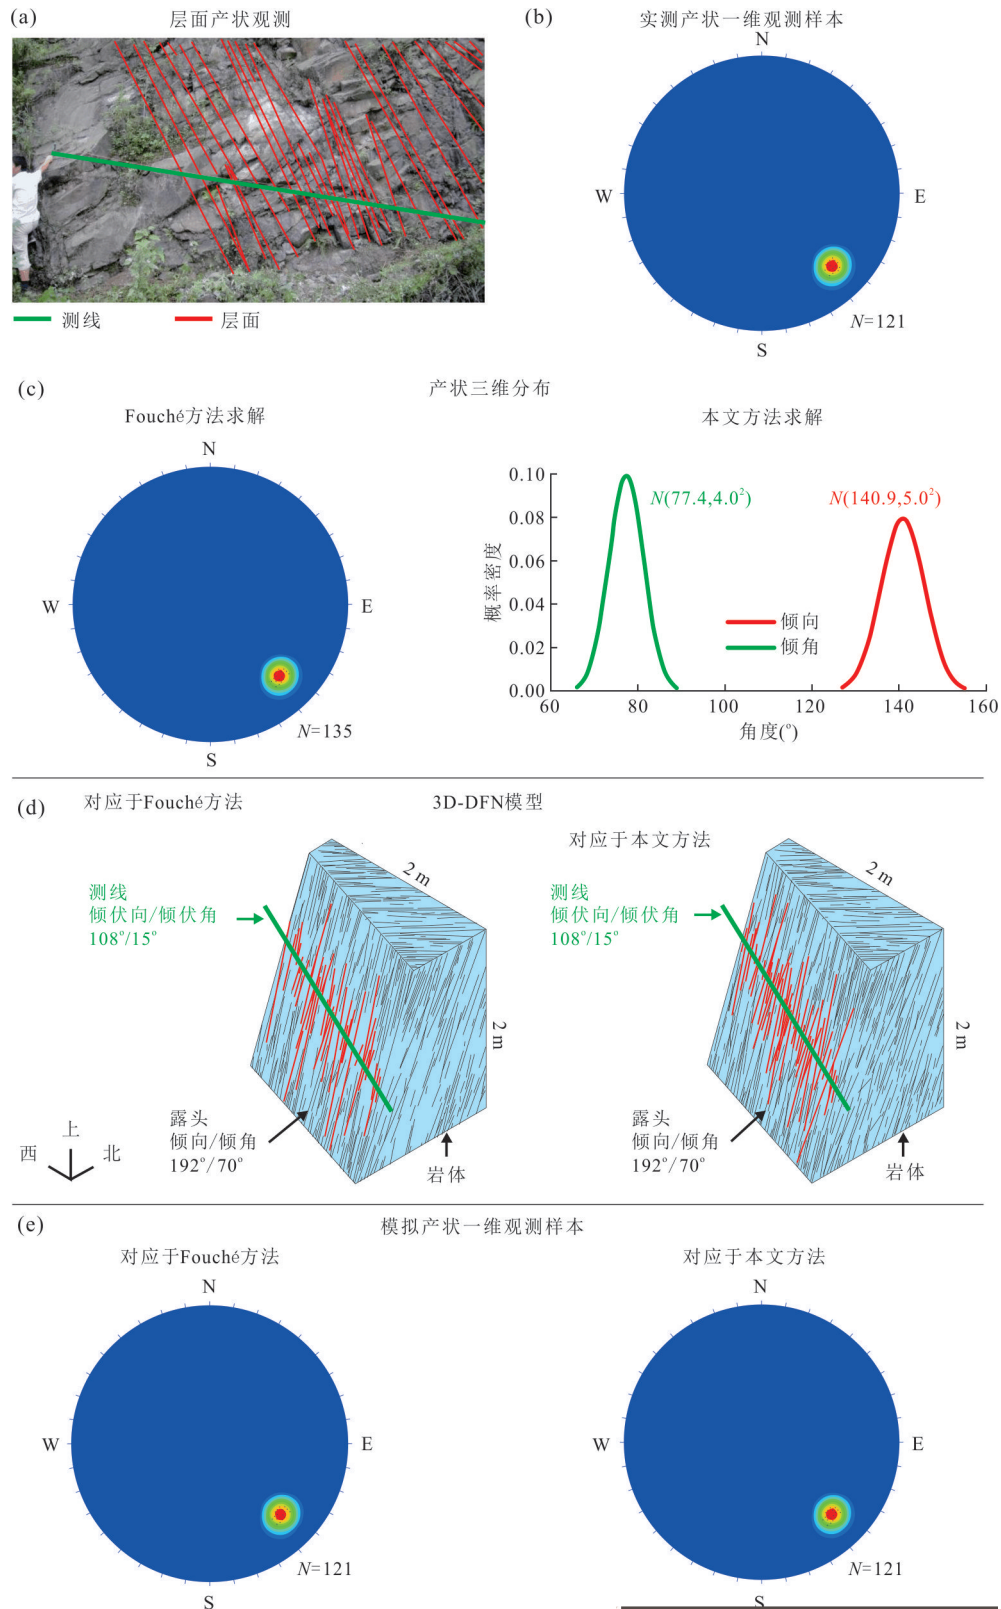 (a) 层面产状观测
测线 层面
(b) 实测产状一维观测样本
N
W E
N=121
S
(c) 产状三维分布
Fouché方法求解
N
W E
N=135
S
本文方法求解
概率密度
0.10
0.08
0.06
0.04
0.02
0.00
N(77.4,4.0²)
N(140.9,5.0²)
倾向
倾角
60 80 100 120 140 160
角度(°)
(d) 对应于Fouché方法 3D-DFN模型
测线
倾伏向/倾伏角
108°/15°
2 m
2 m
露头
倾向/倾角
192°/70°
岩体
上
西 北
对应于本文方法
测线
倾伏向/倾伏角
108°/15°
2 m
2 m
露头
倾向/倾角
192°/70°
岩体
(e) 模拟产状一维观测样本
对应于Fouché方法
N
W E
N=121
S
对应于本文方法
N
W E
N=121
S